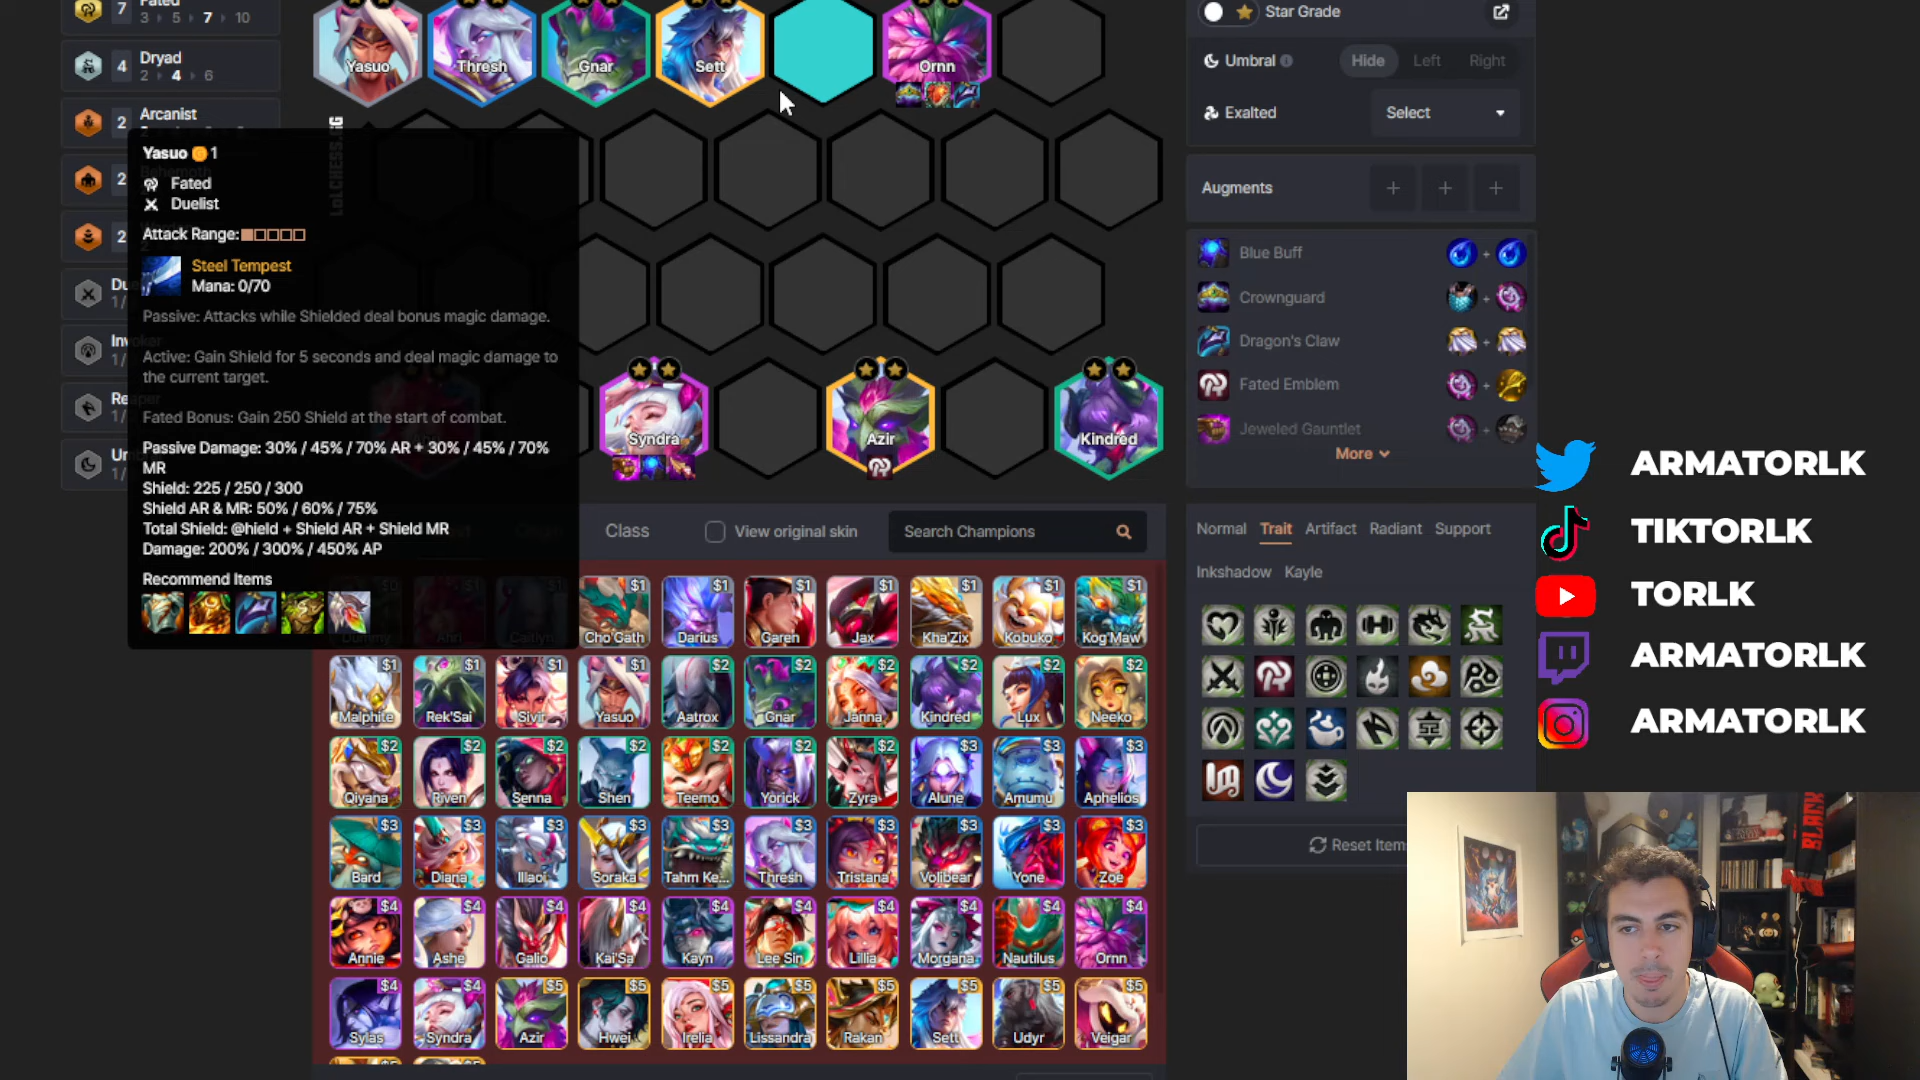 7 Fated
3 5 7 10
4 Dryad
2 4 6
2 Arcanist
2
2
Du
1/
Invoker
1/
Reaper
1/
Um
1/
Yasuo
Thresh
Gnar
Sett
Ornn
LoLCHESS.GG
Yasuo 1
Fated
Duelist
Attack Range:
Steel Tempest
Mana: 0/70
Passive: Attacks while Shielded deal bonus magic damage.
Active: Gain Shield for 5 seconds and deal magic damage to
the current target.
Fated Bonus: Gain 250 Shield at the start of combat.
Passive Damage: 30% / 45% / 70% AR + 30% / 45% / 70%
MR
Shield: 225 / 250 / 300
Shield AR & MR: 50% / 60% / 75%
Total Shield: @hield + Shield AR + Shield MR
Damage: 200% / 300% / 450% AP
Recommend Items
Syndra
Azir
Kindred
Star Grade
Umbral Hide Left Right
Exalted Select
Augments + + +
Blue Buff +
Crownguard +
Dragon's Claw +
Fated Emblem +
Jeweled Gauntlet +
More
Class View original skin Search Champions
Normal Trait Artifact Radiant Support
Inkshadow Kayle
Reset Items
$1 $1 $1 $1 $1 $1 $1
Cho'Gath Darius Garen Jax Kha'Zix Kobuko Kog'Maw
$1 $1 $1 $1 $2 $2 $2 $2 $2 $2
Malphite Rek'Sai Sivir Yasuo Aatrox Gnar Janna Kindred Lux Neeko
$2 $2 $2 $2 $2 $2 $2 $3 $3 $3
Qiyana Riven Senna Shen Teemo Yorick Zyra Alune Amumu Aphelios
$3 $3 $3 $3 $3 $3 $3 $3 $3 $3
Bard Diana Illaoi Soraka Tahm Ke... Thresh Tristana Volibear Yone Zoe
$4 $4 $4 $4 $4 $4 $4 $4 $4 $4
Annie Ashe Galio Kai'Sa Kayn Lee Sin Lillia Morgana Nautilus Ornn
$4 $4 $5 $5 $5 $5 $5 $5 $5 $5
Sylas Syndra Azir Hwei Irelia Lissandra Rakan Sett Udyr Veigar
ARMATORLK
TIKTORLK
TORLK
ARMATORLK
ARMATORLK